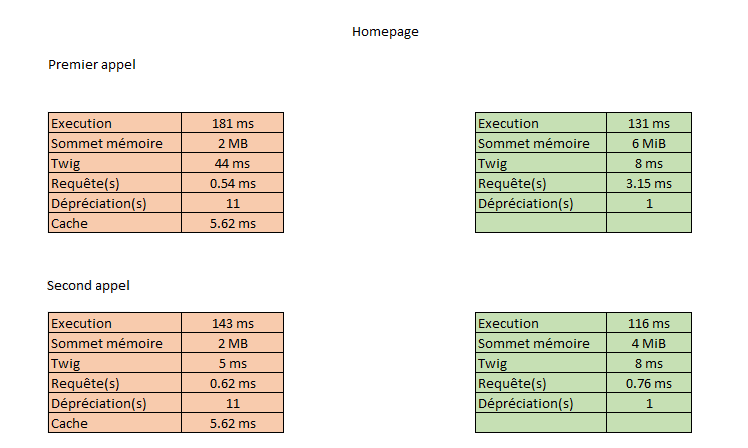 Homepage
Premier appel
Execution 181 ms
Sommet mémoire 2 MB
Twig 44 ms
Requête(s) 0.54 ms
Dépréciation(s) 11
Cache 5.62 ms
Execution 131 ms
Sommet mémoire 6 MiB
Twig 8 ms
Requête(s) 3.15 ms
Dépréciation(s) 1
Second appel
Execution 143 ms
Sommet mémoire 2 MB
Twig 5 ms
Requête(s) 0.62 ms
Dépréciation(s) 11
Cache 5.62 ms
Execution 116 ms
Sommet mémoire 4 MiB
Twig 8 ms
Requête(s) 0.76 ms
Dépréciation(s) 1